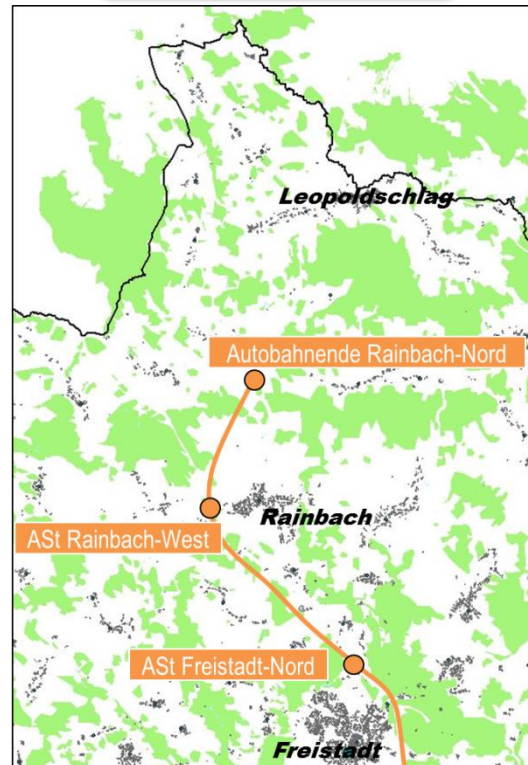 Leopoldschlag
Autobahnende Rainbach-Nord
Rainbach
ASt Rainbach-West
ASt Freistadt-Nord
Freistadt